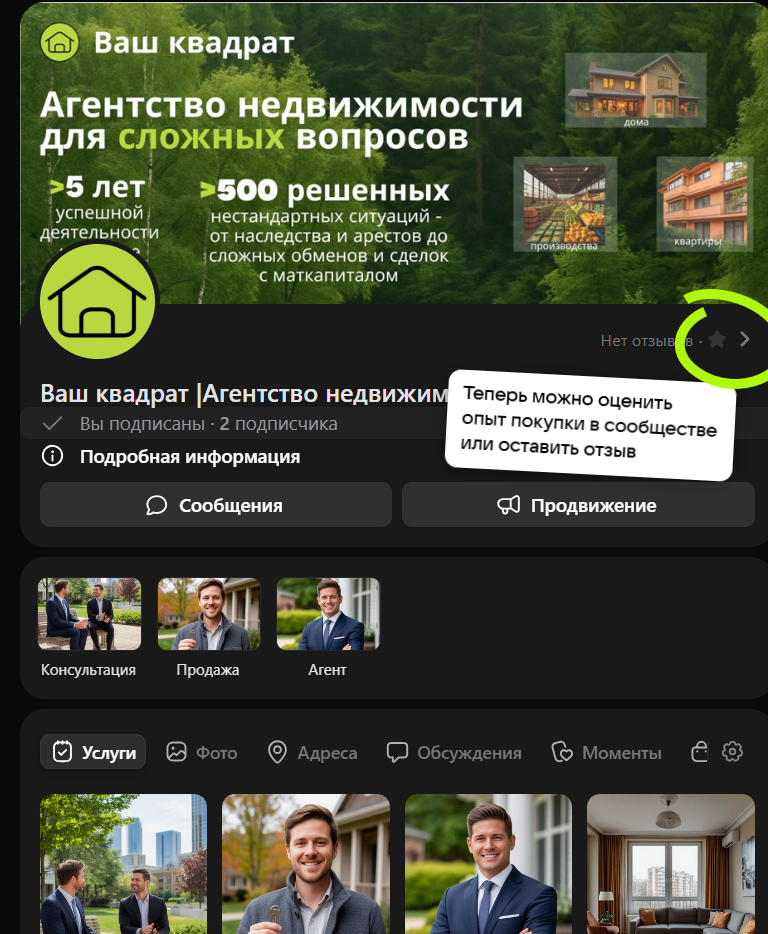 Ваш квадрат
Агентство недвижимости
для сложных вопросов
дома
>5 лет
успешной
деятельности
>500 решенных
нестандартных ситуаций -
от наследства и арестов до
сложных обменов и сделок
с маткапиталом
производства
квартиры
Нет отзывов ·
Ваш квадрат |Агентство недвижим
Вы подписаны · 2 подписчика
Теперь можно оценить
опыт покупки в сообществе
или оставить отзыв
Подробная информация
Сообщения
Продвижение
Консультация
Продажа
Агент
Услуги
Фото
Адреса
Обсуждения
Моменты